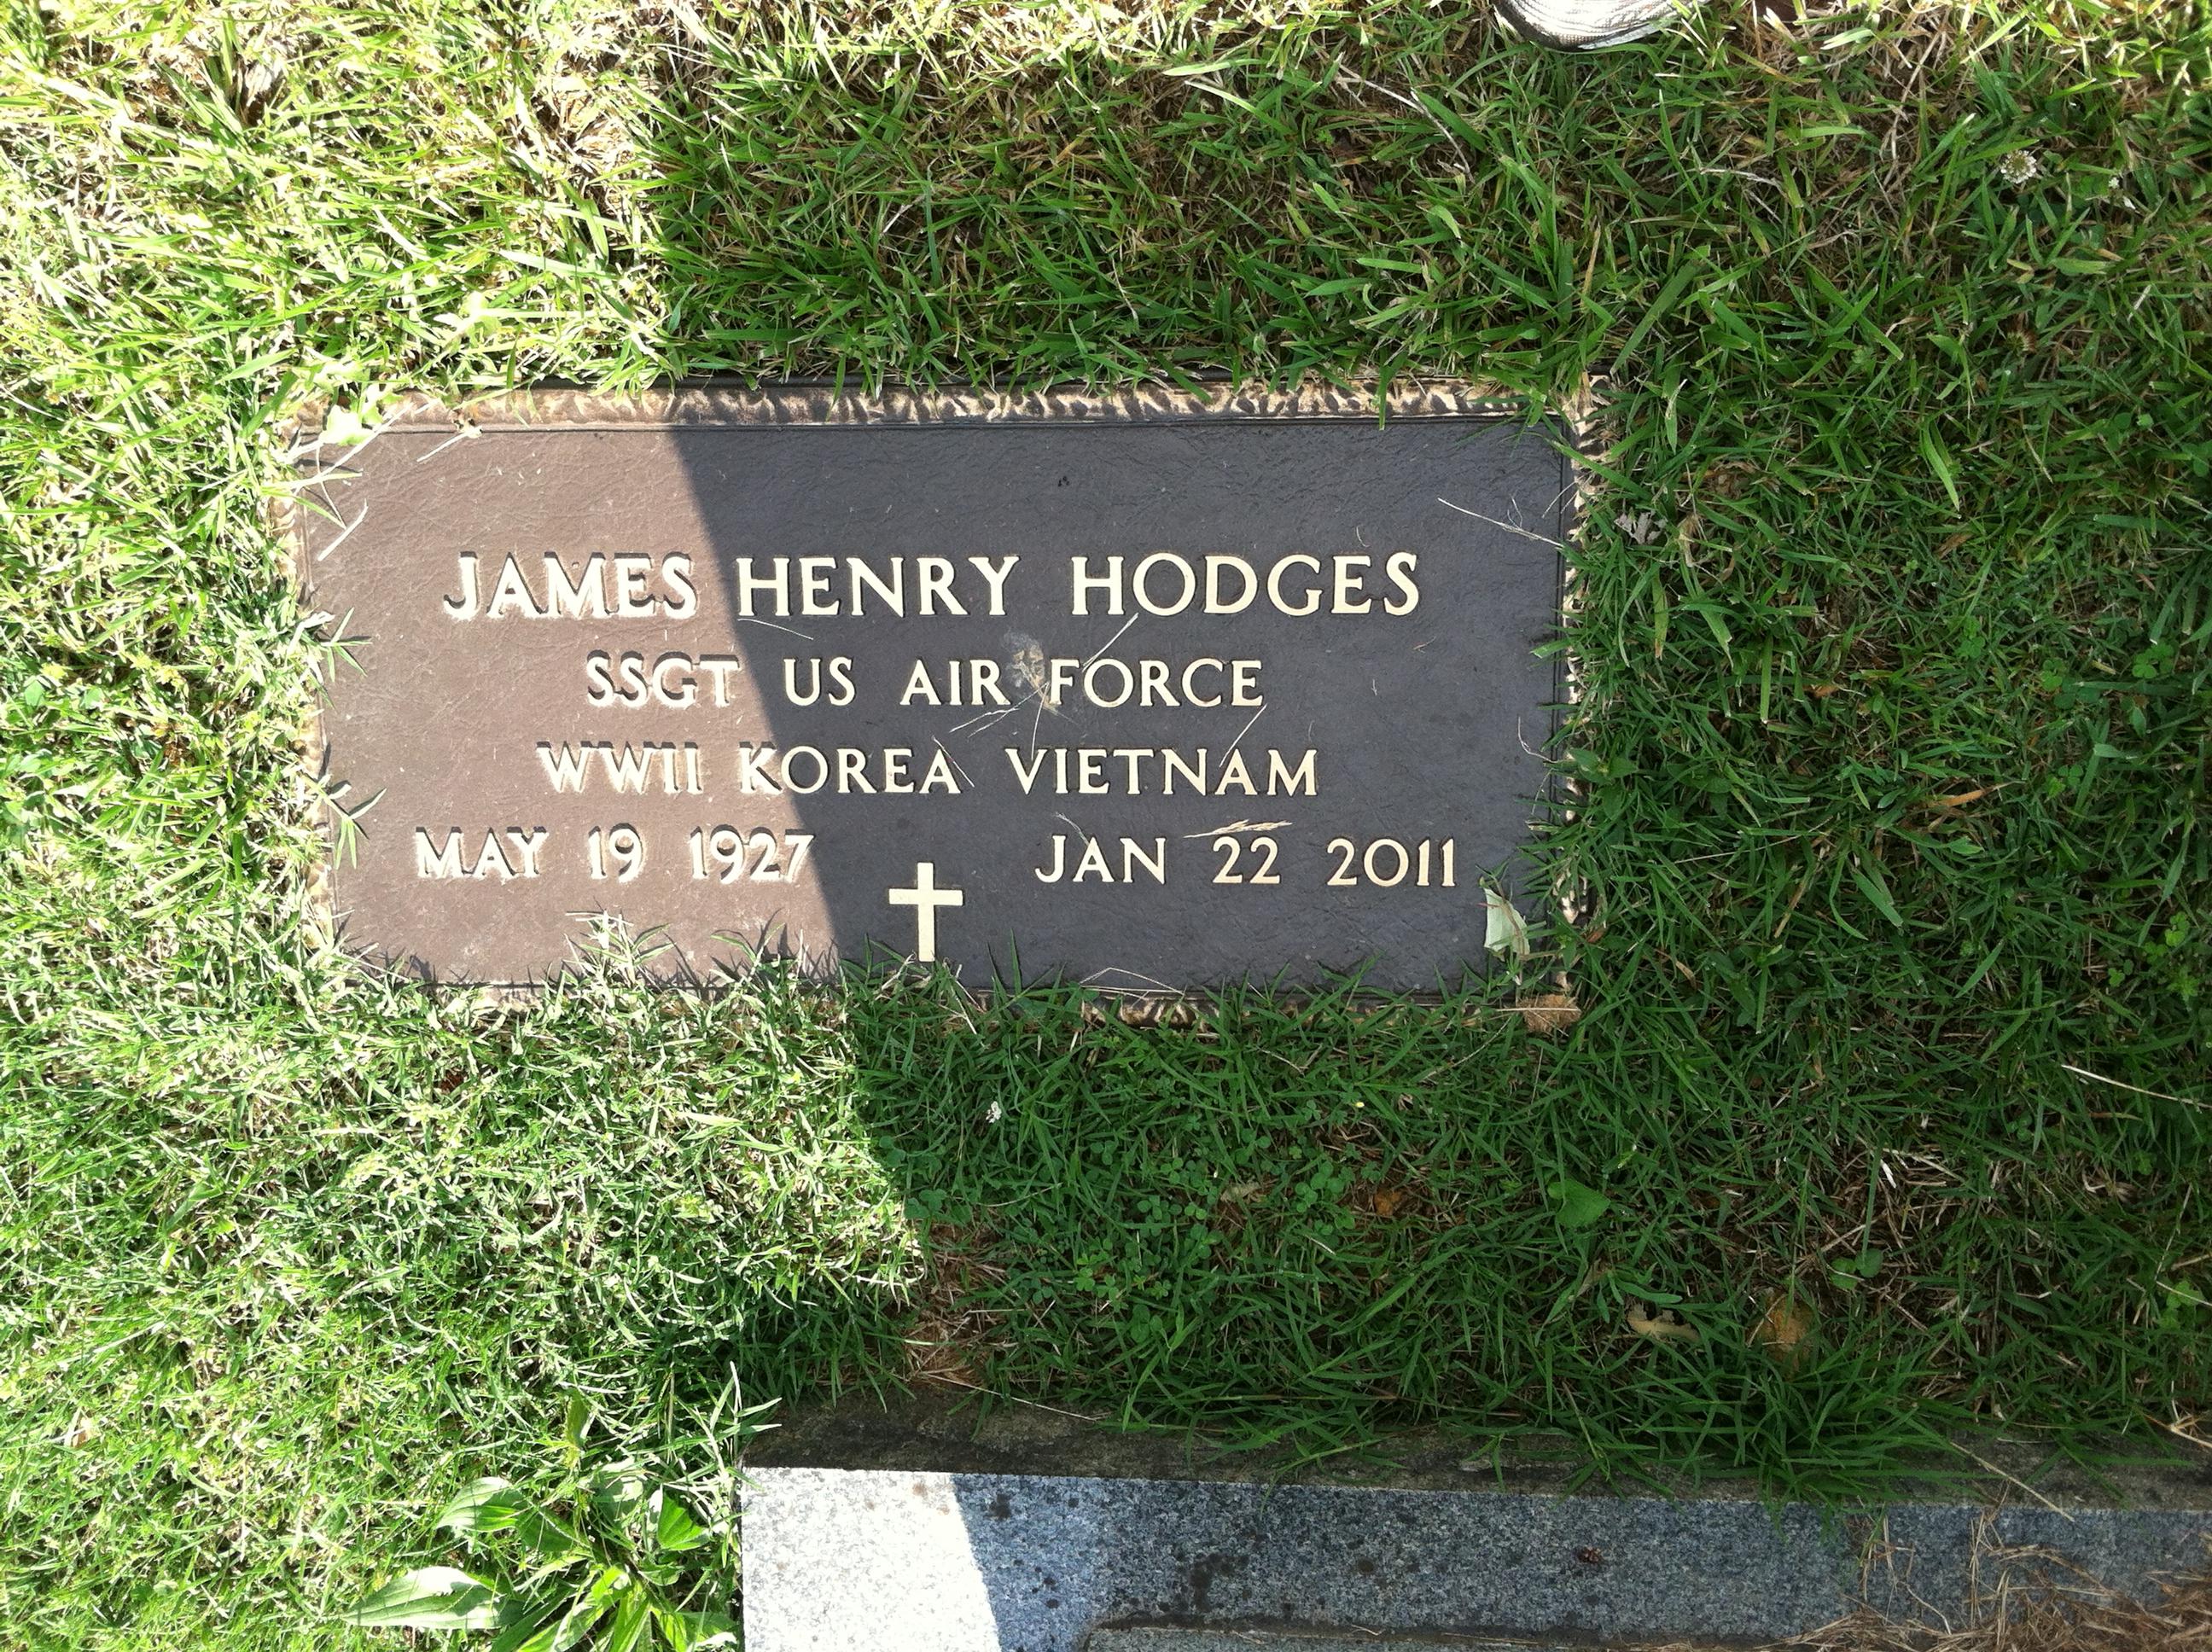 JAMES HENRY HODGES
SSGT US AIR FORCE
WWII KOREA VIETNAM
MAY 19 1927 JAN 22 2011